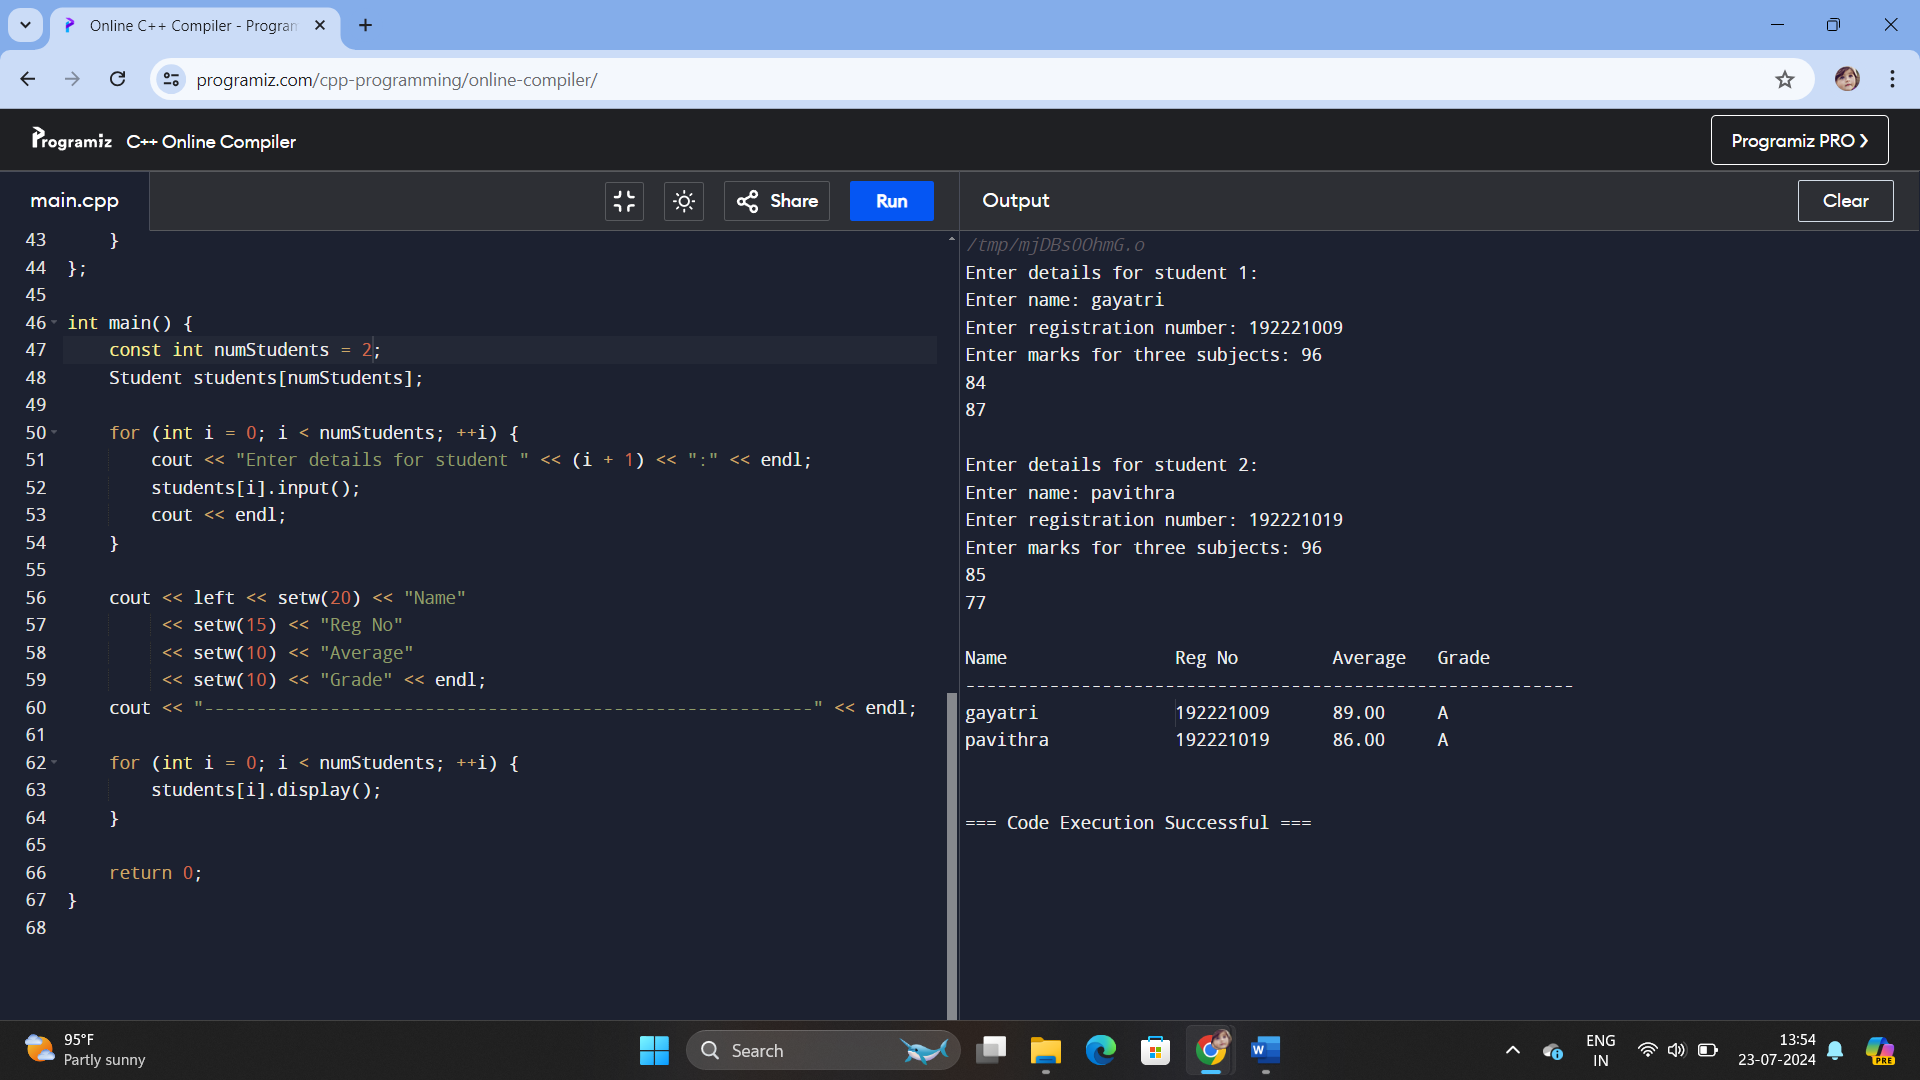 Online C++ Compiler - Program
programiz.com/cpp-programming/online-compiler/
Programiz C++ Online Compiler
Programiz PRO
main.cpp
Share
Run
Output
Clear
43 }
44 };
45
46 int main() {
47 const int numStudents = 2;
48 Student students[numStudents];
49
50 for (int i = 0; i < numStudents; ++i) {
51 cout << "Enter details for student " << (i + 1) << ":" << endl;
52 students[i].input();
53 cout << endl;
54 }
55
56 cout << left << setw(20) << "Name"
57 << setw(15) << "Reg No"
58 << setw(10) << "Average"
59 << setw(10) << "Grade" << endl;
60 cout << "----------------------------------------------------------" << endl;
61
62 for (int i = 0; i < numStudents; ++i) {
63 students[i].display();
64 }
65
66 return 0;
67 }
68
/tmp/mjDBsOOhmG.o
Enter details for student 1:
Enter name: gayatri
Enter registration number: 192221009
Enter marks for three subjects: 96
84
87
Enter details for student 2:
Enter name: pavithra
Enter registration number: 192221019
Enter marks for three subjects: 96
85
77
Name Reg No Average Grade
----------------------------------------------------------
gayatri 192221009 89.00 A
pavithra 192221019 86.00 A
=== Code Execution Successful ===
95°F
Partly sunny
Search
W
ENG
IN
13:54
23-07-2024
PRE